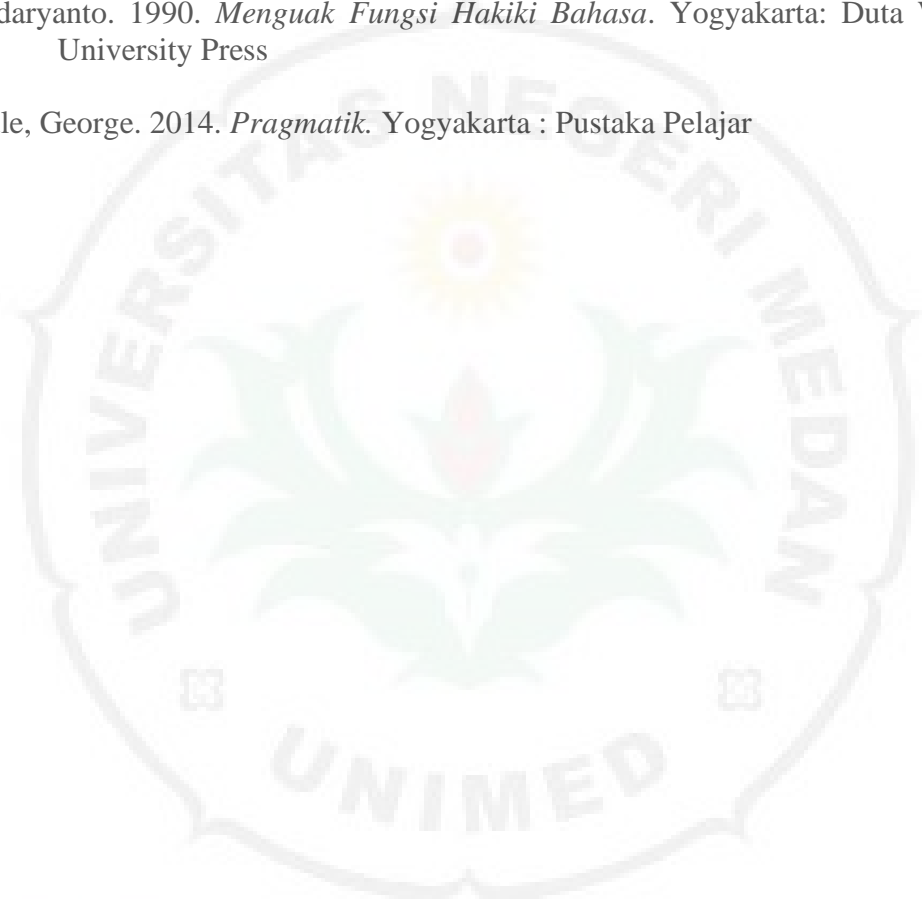 daryanto. 1990. Menguak Fungsi Hakiki Bahasa. Yogyakarta: Duta
University Press
le, George. 2014. Pragmatik. Yogyakarta : Pustaka Pelajar
UNIVERSITAS NEGERI MEDAN
UNIMED